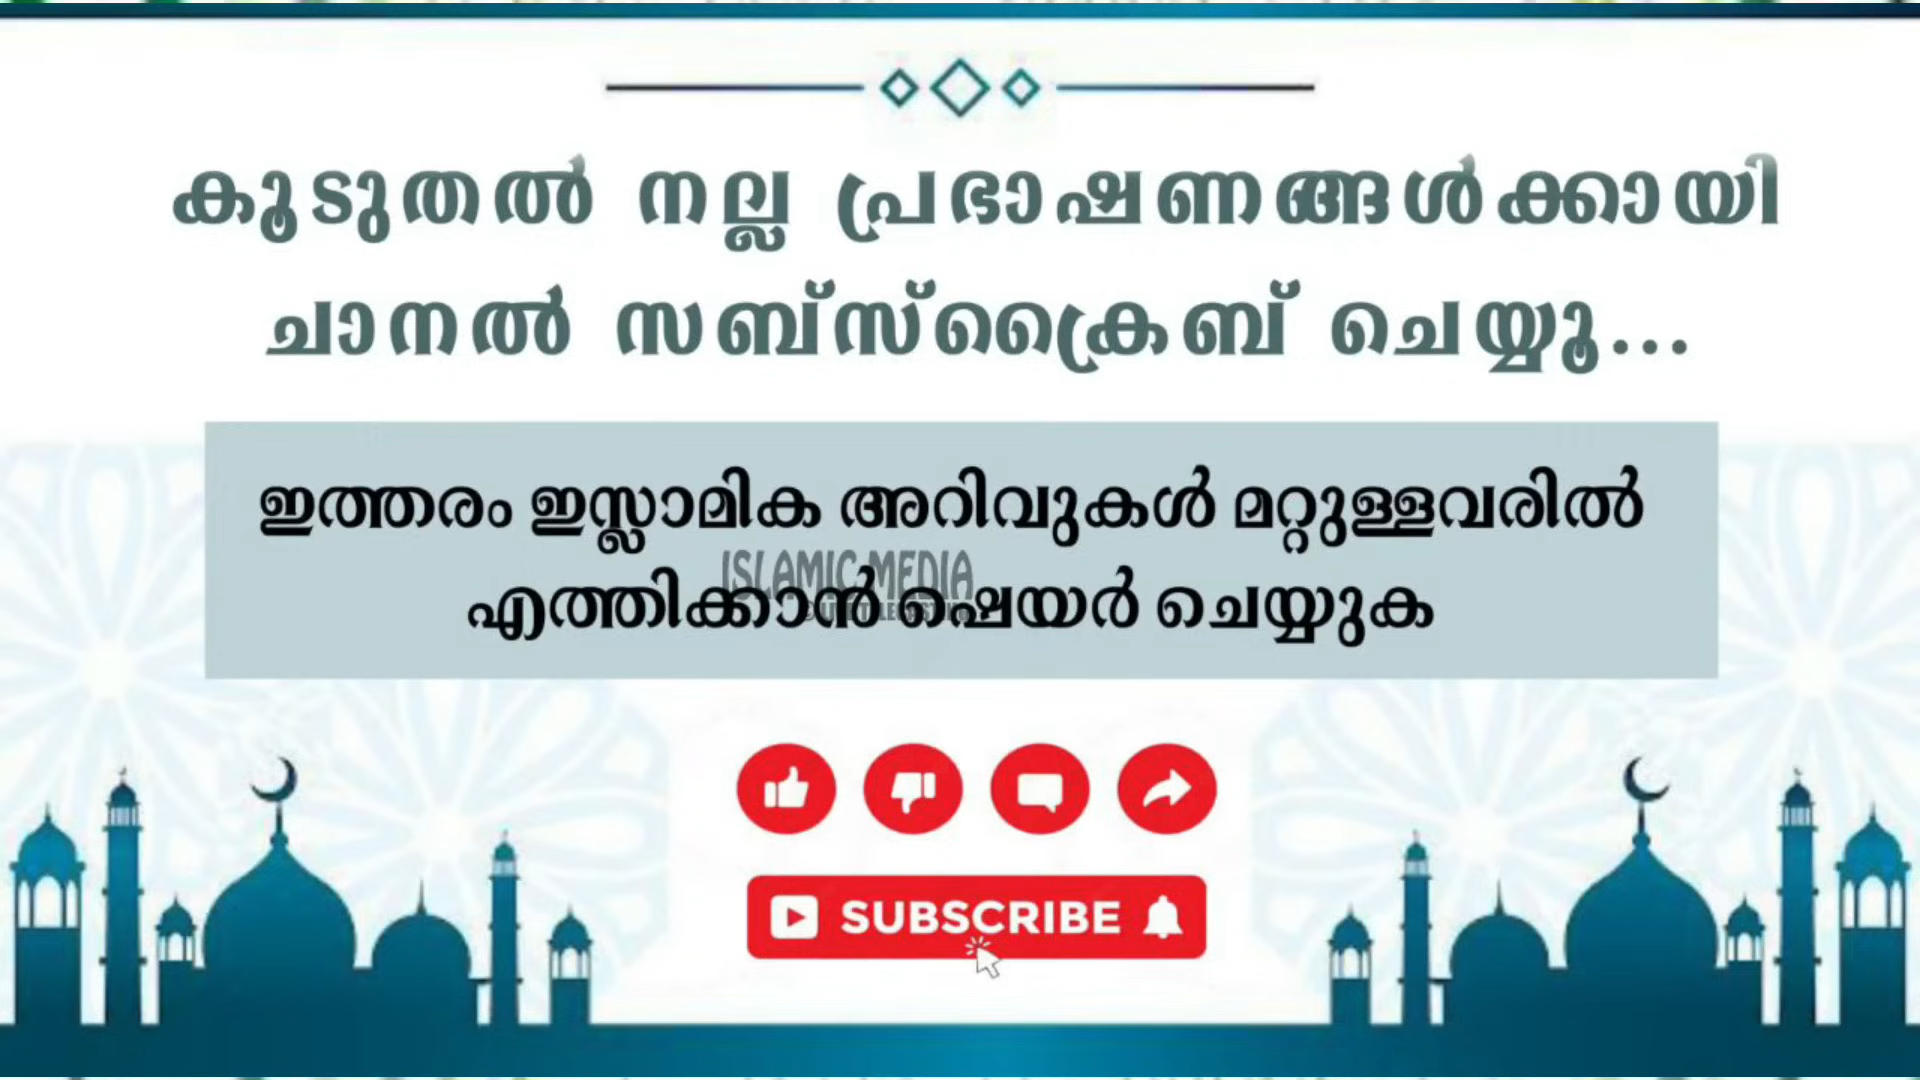 കൂടുതൽ നല്ല പ്രഭാഷണങ്ങൾക്കായി
ചാനൽ സബ്സ്ക്രൈബ് ചെയ്യൂ...
ഇത്തരം ഇസ്ലാമിക അറിവുകൾ മറ്റുള്ളവരിൽ
ISLAMIC MEDIA
എത്തിക്കാൻ ഷെയർ ചെയ്യുക
SUBSCRIBE